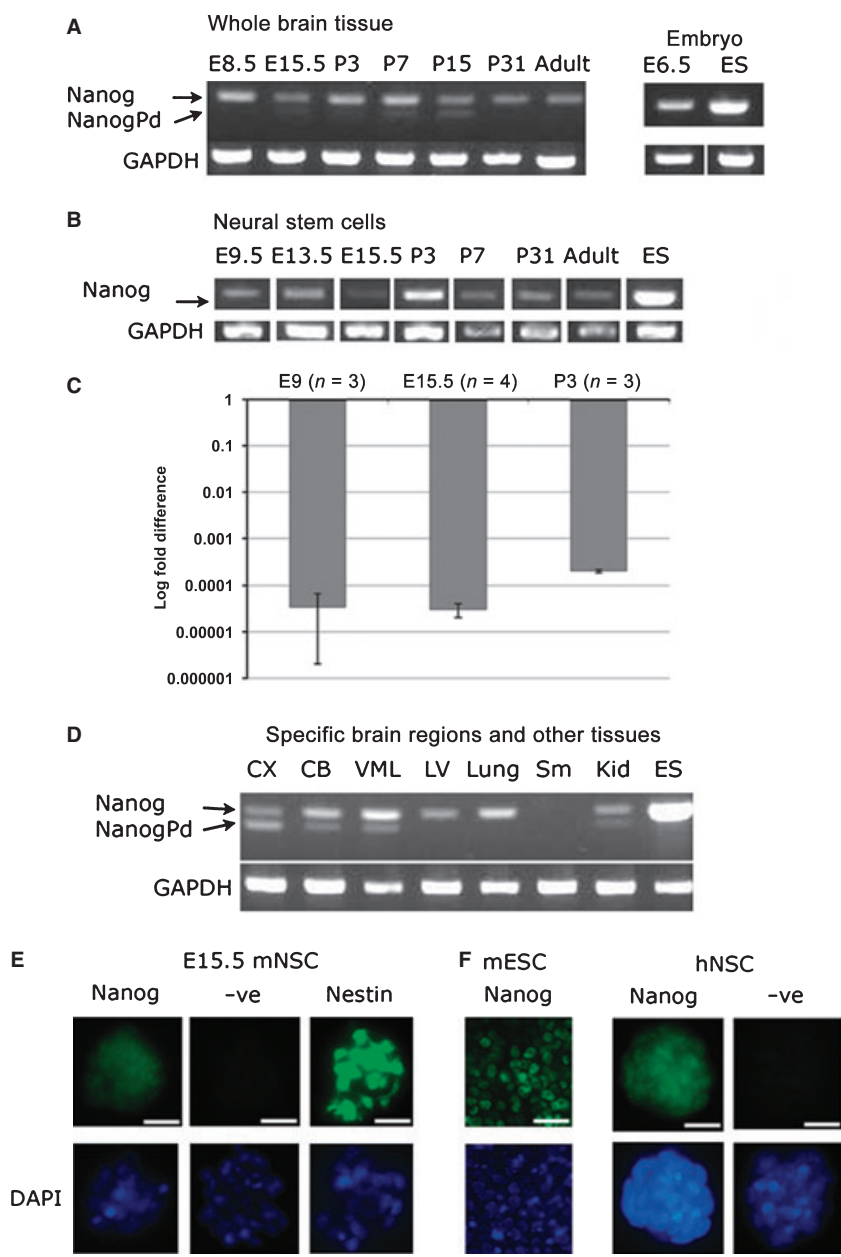 A
Whole brain tissue
Embryo
E8.5 E15.5 P3 P7 P15 P31 Adult
E6.5 ES
Nanog
NanogPd
GAPDH
B
Neural stem cells
E9.5 E13.5 E15.5 P3 P7 P31 Adult ES
Nanog
GAPDH
C
E9 (n = 3) E15.5 (n = 4) P3 (n = 3)
Log fold difference
1
0.1
0.01
0.001
0.0001
0.00001
0.000001
D
Specific brain regions and other tissues
CX CB VML LV Lung Sm Kid ES
Nanog
NanogPd
GAPDH
E
E15.5 mNSC
Nanog –ve Nestin
F
mESC
hNSC
Nanog
Nanog –ve
DAPI